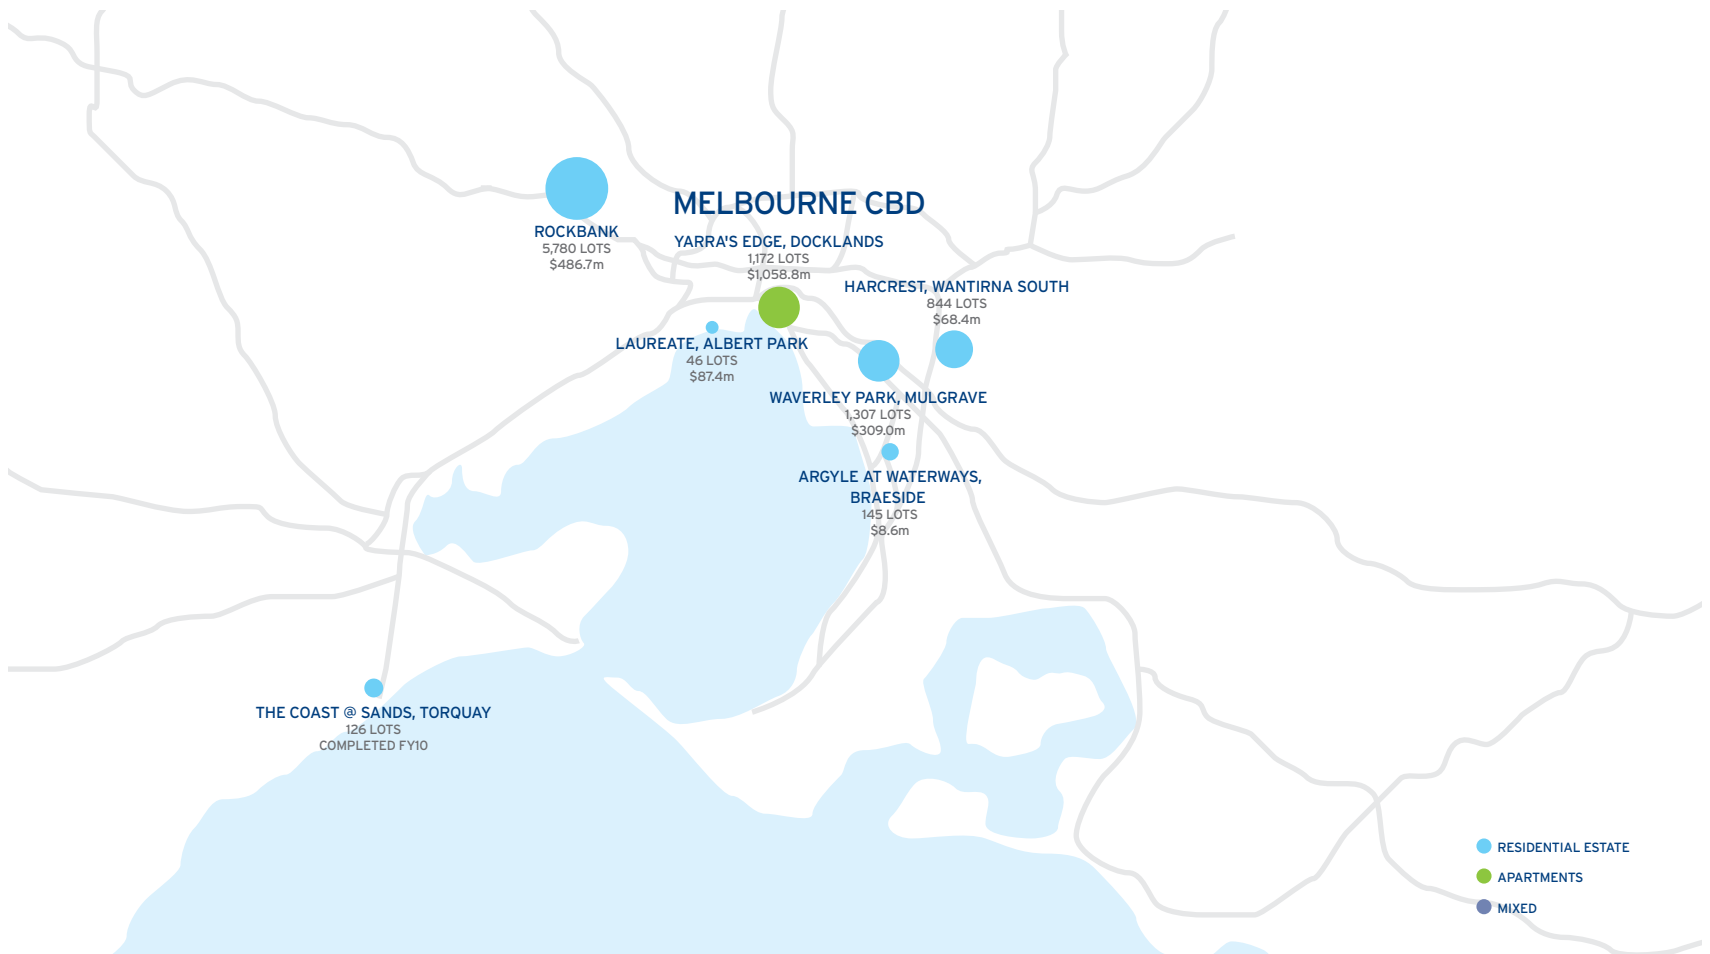 MELBOURNE CBD
ROCKBANK
5,780 LOTS
$486.7m
YARRA'S EDGE, DOCKLANDS
1,172 LOTS
$1,058.8m
HARCREST, WANTIRNA SOUTH
844 LOTS
$68.4m
LAUREATE, ALBERT PARK
46 LOTS
$87.4m
WAVERLEY PARK, MULGRAVE
1,307 LOTS
$309.0m
ARGYLE AT WATERWAYS,
BRAESIDE
145 LOTS
$8.6m
THE COAST @ SANDS, TORQUAY
126 LOTS
COMPLETED FY10
RESIDENTIAL ESTATE
APARTMENTS
MIXED